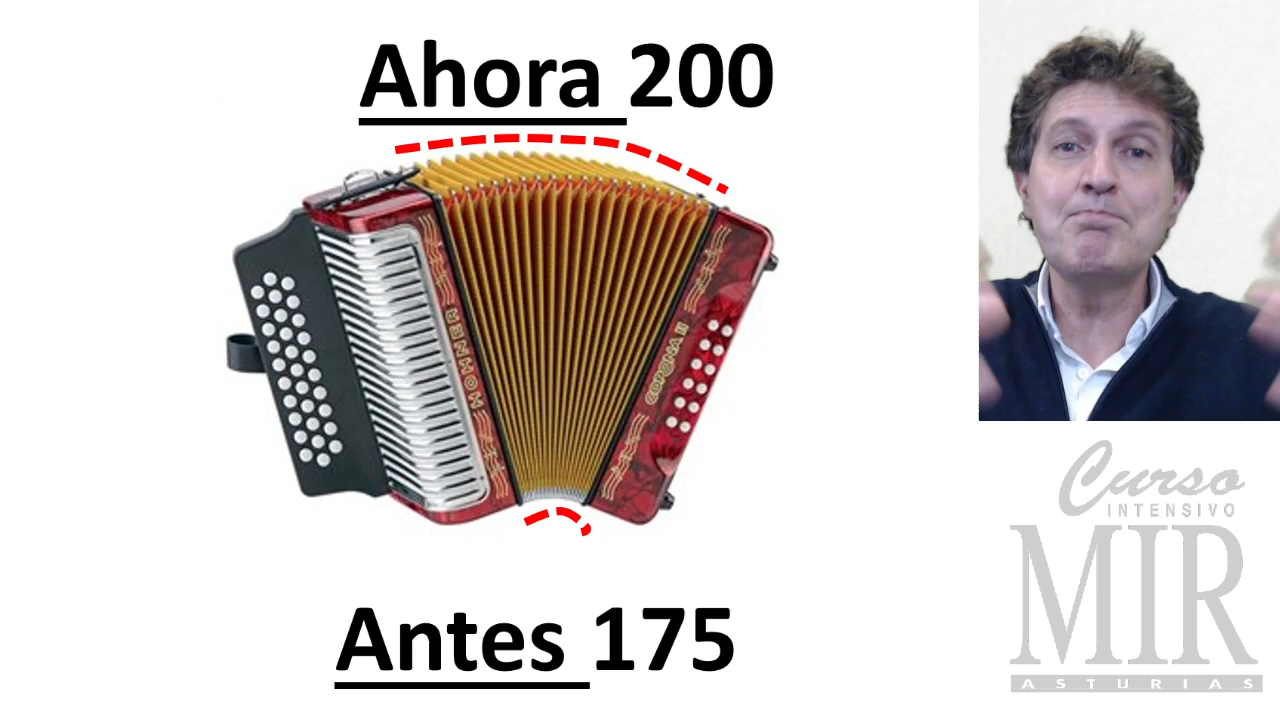 Ahora 200
HOHNER
CORONA II
Antes 175
Curso
INTENSIVO
MIR
ASTURIAS